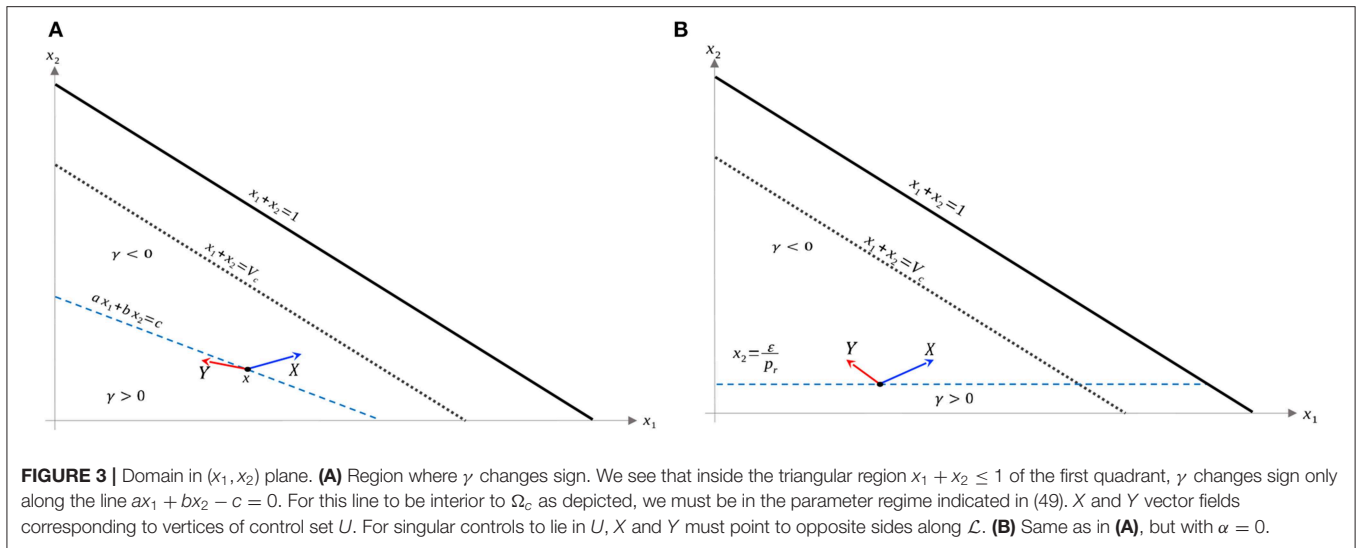 A
x₂
x₁+x₂=1
x₁+x₂=V_c
γ < 0
ax₁+bx₂=c
Y
x
X
γ > 0
x₁
B
x₂
x₁+x₂=1
x₁+x₂=V_c
γ < 0
x₂=ε/p_r
Y
X
γ > 0
x₁
FIGURE 3 | Domain in (x₁, x₂) plane. (A) Region where γ changes sign. We see that inside the triangular region x₁ + x₂ ≤ 1 of the first quadrant, γ changes sign only
along the line ax₁ + bx₂ − c = 0. For this line to be interior to Ω_c as depicted, we must be in the parameter regime indicated in (49). X and Y vector fields
corresponding to vertices of control set U. For singular controls to lie in U, X and Y must point to opposite sides along ℒ. (B) Same as in (A), but with α = 0.